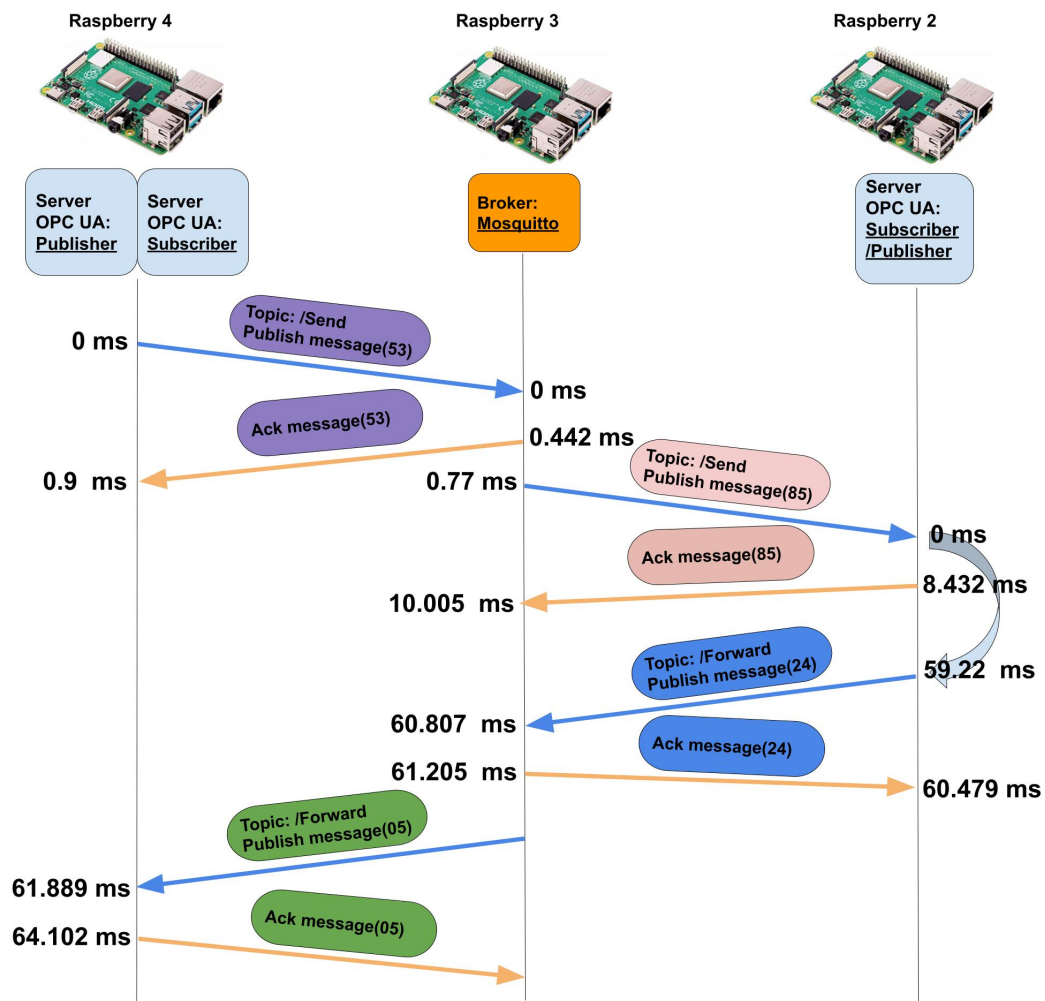 Raspberry 4
Raspberry 3
Raspberry 2
Server
OPC UA:
Publisher
Server
OPC UA:
Subscriber
Broker:
Mosquitto
Server
OPC UA:
Subscriber
/Publisher
Topic: /Send
Publish message(53)
0 ms
0 ms
Ack message(53)
0.442 ms
0.9 ms
0.77 ms
Topic: /Send
Publish message(85)
0 ms
Ack message(85)
8.432 ms
10.005 ms
Topic: /Forward
Publish message(24)
59.22 ms
60.807 ms
Ack message(24)
61.205 ms
60.479 ms
Topic: /Forward
Publish message(05)
61.889 ms
Ack message(05)
64.102 ms